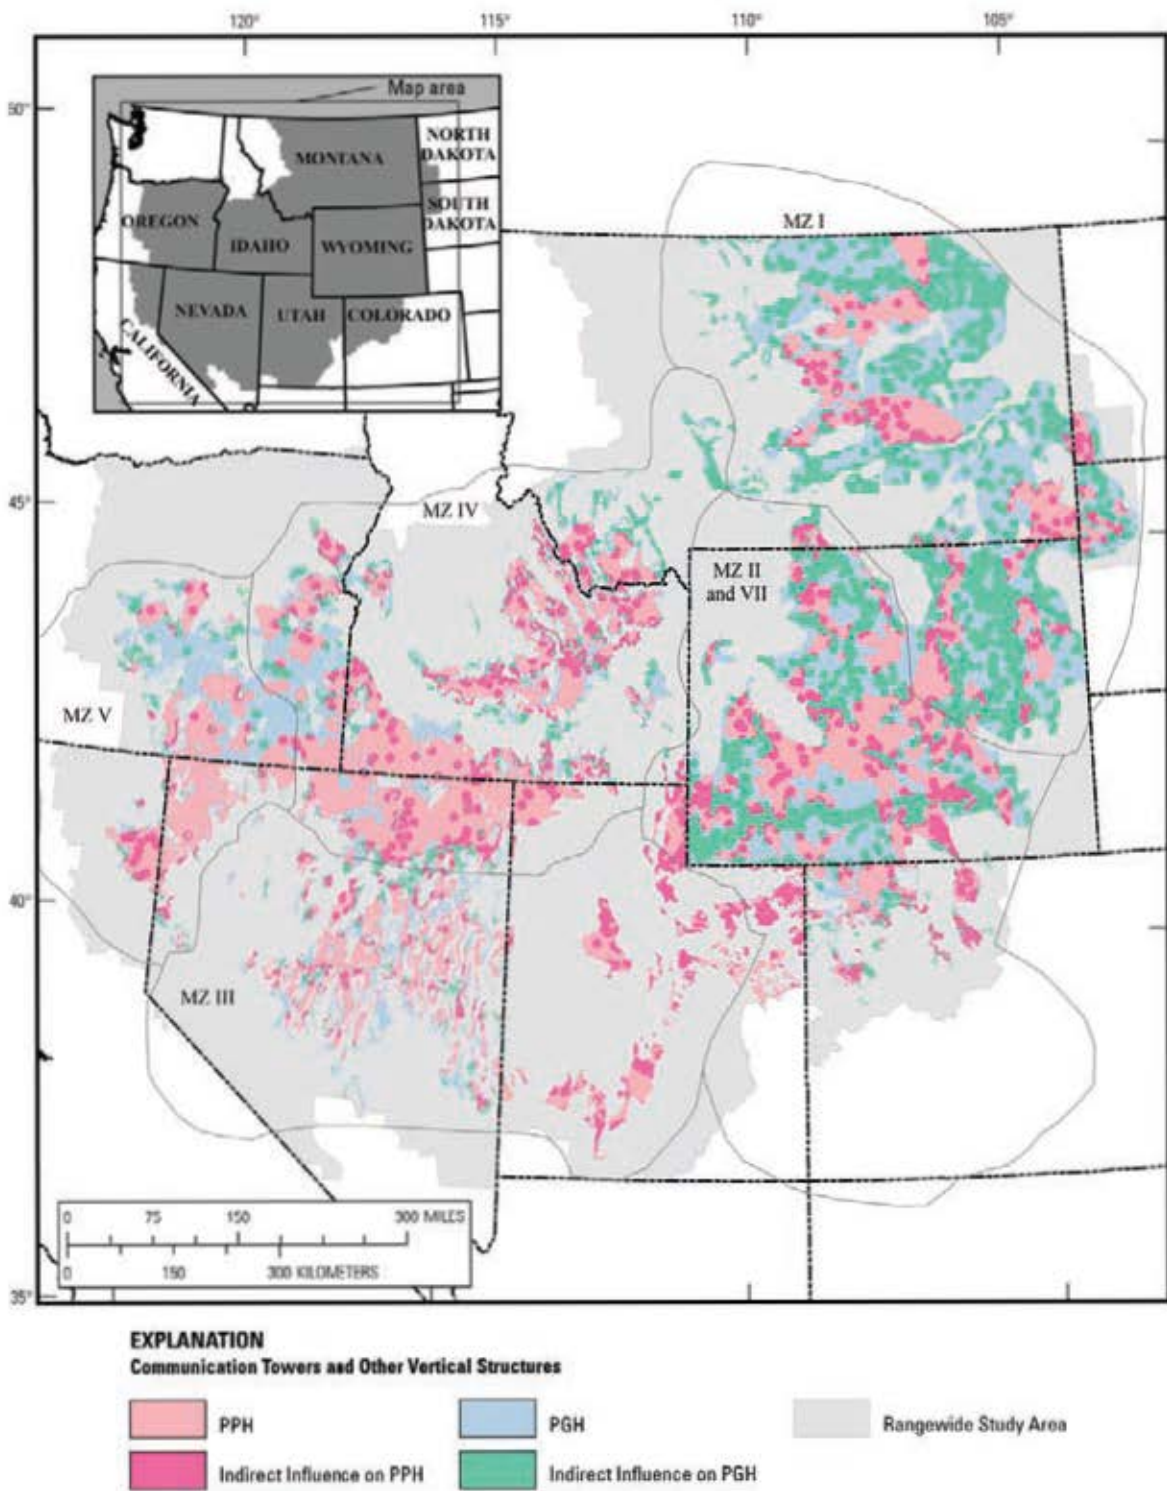 120° 115° 110° 105°
50°
Map area
NORTH
DAKOTA
MONTANA
SOUTH
DAKOTA
OREGON
IDAHO
WYOMING
NEVADA
UTAH
COLORADO
CALIFORNIA
MZ I
45°
MZ IV
MZ II
and VII
MZ V
40°
MZ III
0 75 150 300 MILES
0 150 300 KILOMETERS
35°
EXPLANATION
Communication Towers and Other Vertical Structures
PPH PGH Rangewide Study Area
Indirect Influence on PPH Indirect Influence on PGH